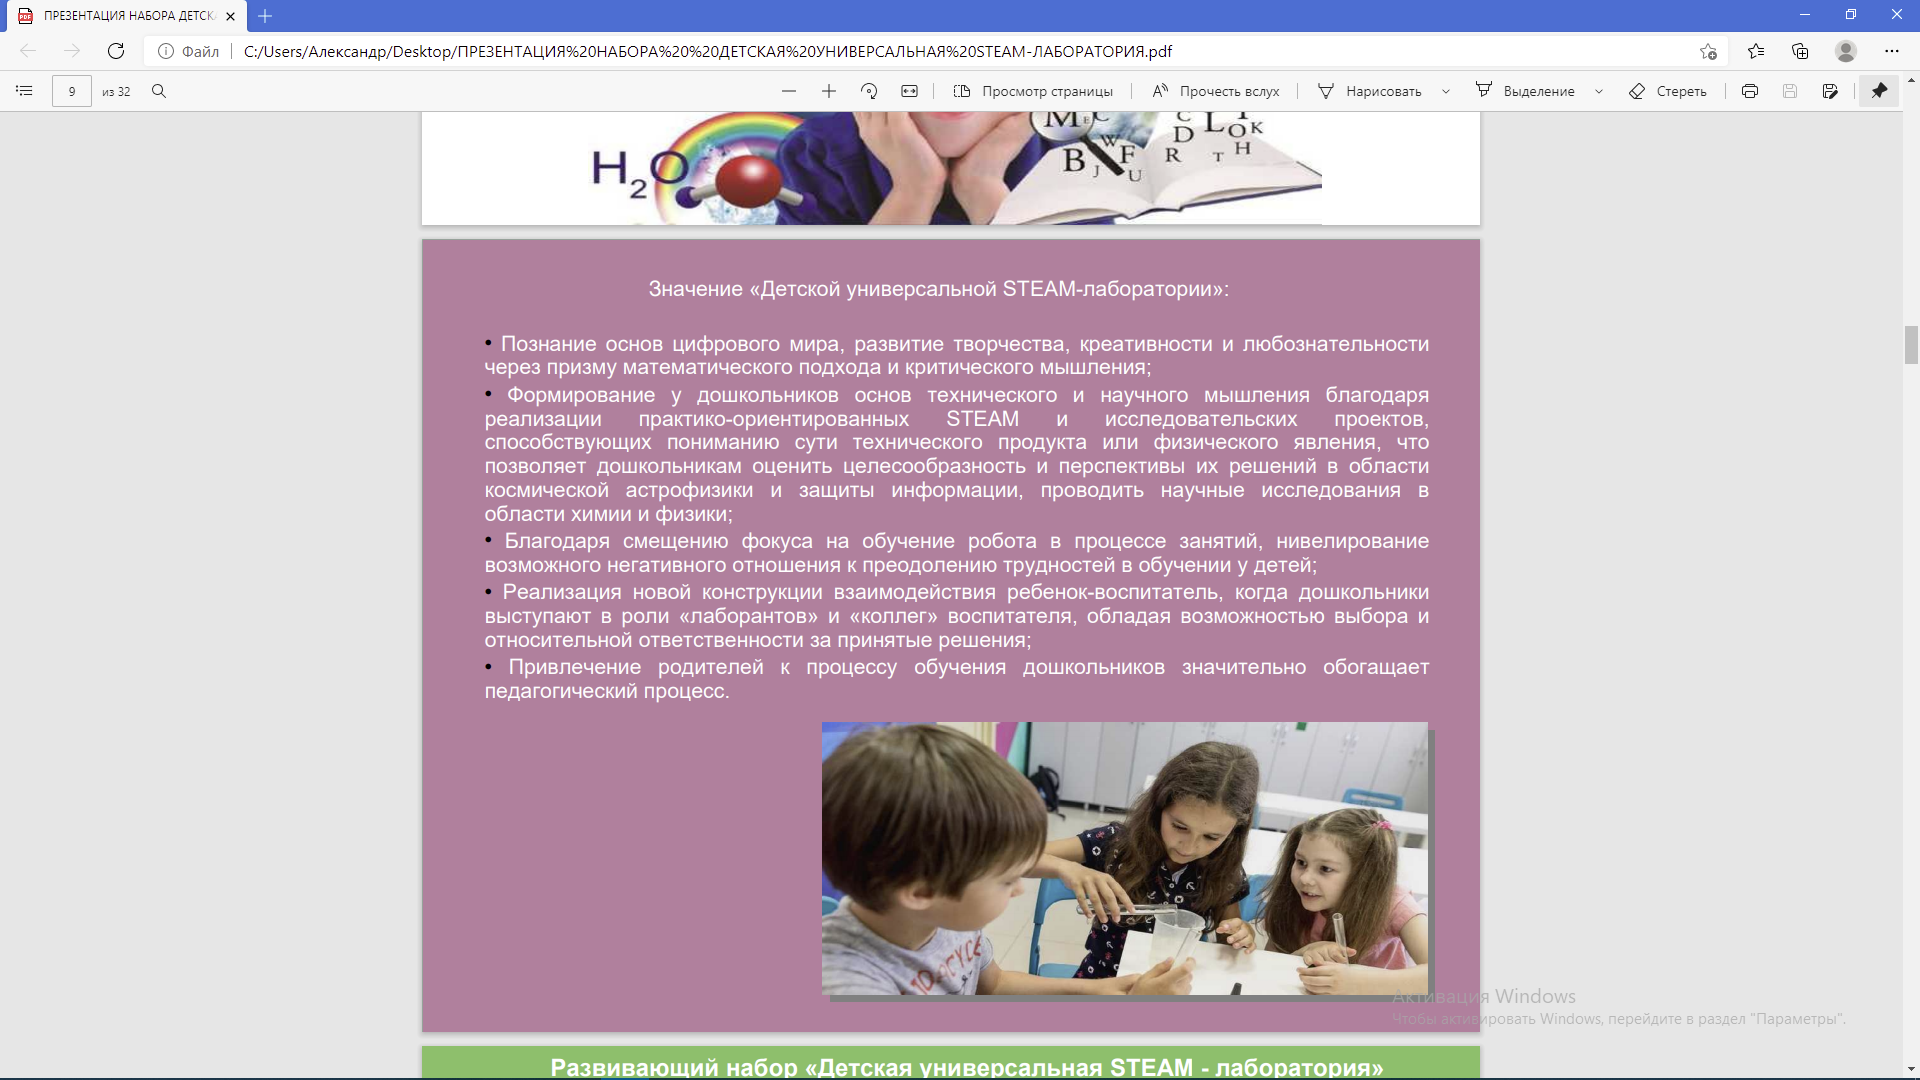 ПРЕЗЕНТАЦИЯ НАБОРА ДЕТСКА
Файл
C:/Users/Александр/Desktop/ПРЕЗЕНТАЦИЯ%20НАБОРА%20%20ДЕТСКАЯ%20УНИВЕРСАЛЬНАЯ%20STEAM-ЛАБОРАТОРИЯ.pdf
9 из 32
Просмотр страницы
Прочесть вслух
Нарисовать
Выделение
Стереть
H2O
M E C C L
D O K
B W F R T H
J U
Значение «Детской универсальной STEAM-лаборатории»:
• Познание основ цифрового мира, развитие творчества, креативности и любознательности
через призму математического подхода и критического мышления;
• Формирование у дошкольников основ технического и научного мышления благодаря
реализации практико-ориентированных STEAM и исследовательских проектов,
способствующих пониманию сути технического продукта или физического явления, что
позволяет дошкольникам оценить целесообразность и перспективы их решений в области
космической астрофизики и защиты информации, проводить научные исследования в
области химии и физики;
• Благодаря смещению фокуса на обучение робота в процессе занятий, нивелирование
возможного негативного отношения к преодолению трудностей в обучении у детей;
• Реализация новой конструкции взаимодействия ребенок-воспитатель, когда дошкольники
выступают в роли «лаборантов» и «коллег» воспитателя, обладая возможностью выбора и
относительной ответственности за принятые решения;
• Привлечение родителей к процессу обучения дошкольников значительно обогащает
педагогический процесс.
Активация Windows
Чтобы активировать Windows, перейдите в раздел "Параметры".
Развивающий набор «Детская универсальная STEAM - лаборатория»